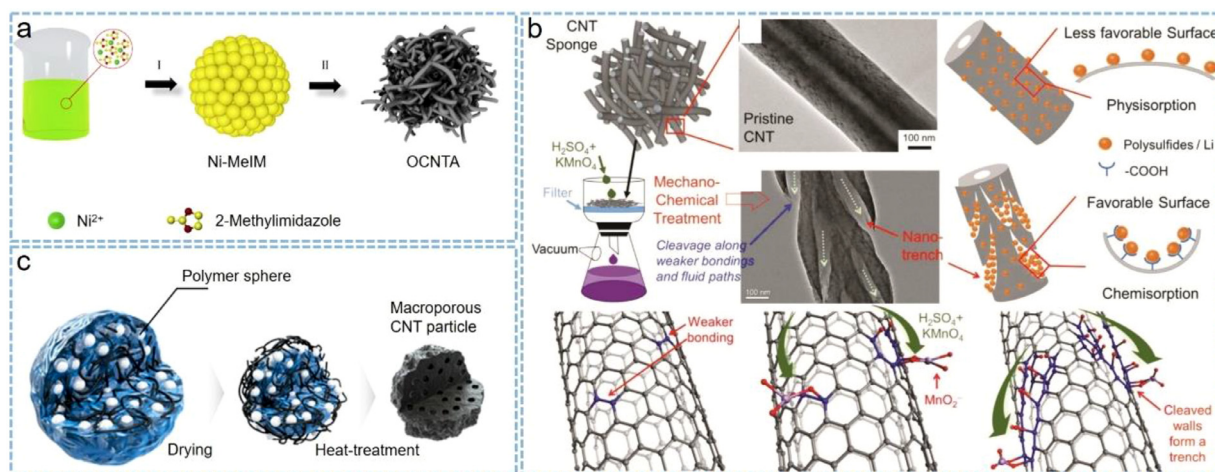 a
I
II
Ni-MeIM
OCNTA
Ni²⁺
2-Methylimidazole
b
CNT
Sponge
Pristine
CNT
100 nm
Less favorable Surface
Physisorption
Polysulfides / Li
-COOH
H₂SO₄+
KMnO₄
Filter
Vacuum
Mechano-
Chemical
Treatment
Cleavage along
weaker bondings
and fluid paths
100 nm
Nano-
trench
Favorable Surface
Chemisorption
Weaker
bonding
H₂SO₄+
KMnO₄
MnO₂⁻
Cleaved
walls
form a
trench
c
Polymer sphere
Macroporous
CNT particle
Drying
Heat-treatment